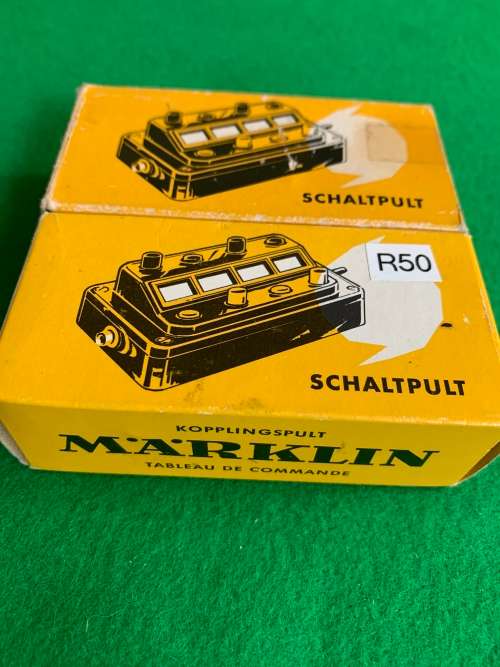 SCHALTPULT
R50
SCHALTPULT
KOPPLINGSPULT
MÄRKLIN
TABLEAU DE COMMANDE